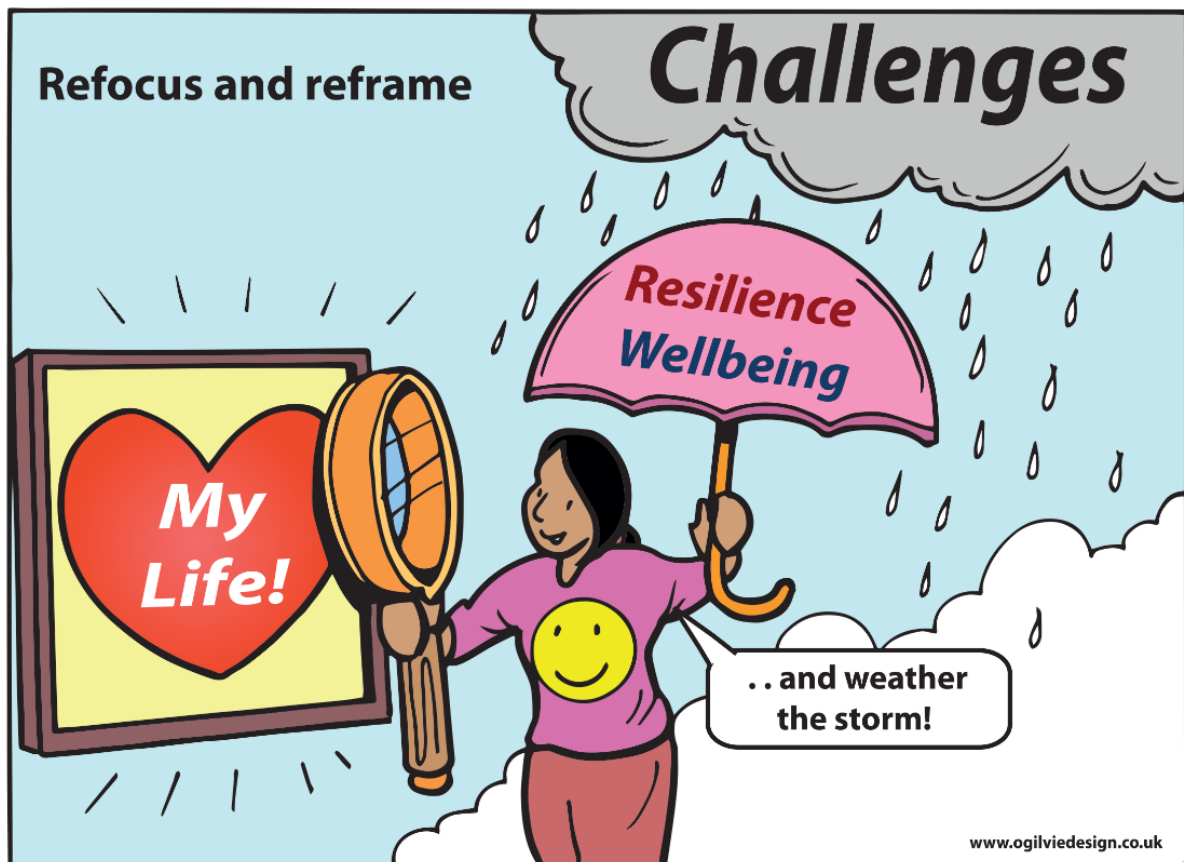 Refocus and reframe
Challenges
Resilience
Wellbeing
My
Life!
. . and weather
the storm!
www.ogilviedesign.co.uk